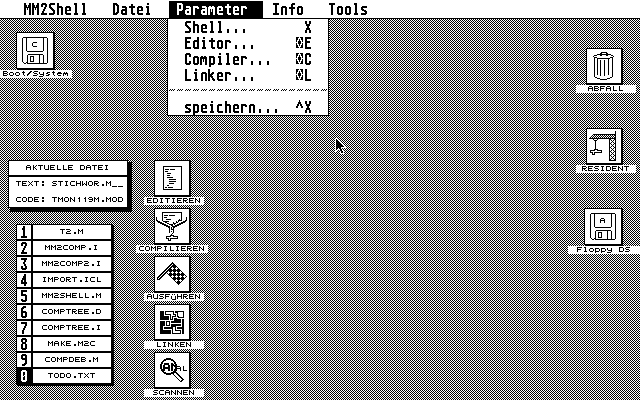 MM2Shell Datei Parameter Info Tools
Shell... X
Editor... E
Compiler... C
Linker... L
speichern... ^X
C
Boot/System
ABFALL
RESIDENT
A
Floppy DS
AKTUELLE DATEI
TEXT: STICHWOR.M__
CODE: TMON119M.MOD
1 T2.M
2 MM2COMP.I
3 MM2COMP2.I
4 IMPORT.ICL
5 MM2SHELL.M
6 COMPTREE.D
7 COMPTREE.I
8 MAKE.M2C
9 COMPDEB.M
0 TODO.TXT
EDITIEREN
COMPILIEREN
AUSFÜHREN
LINKEN
SCANNEN